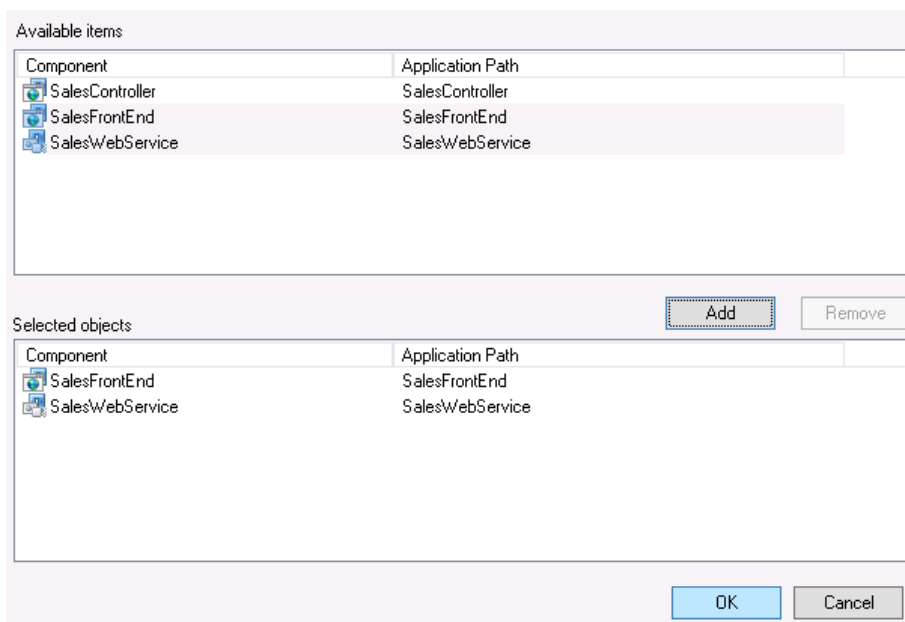 Available items
Component Application Path
SalesController SalesController
SalesFrontEnd SalesFrontEnd
SalesWebService SalesWebService
Add Remove
Selected objects
Component Application Path
SalesFrontEnd SalesFrontEnd
SalesWebService SalesWebService
OK Cancel